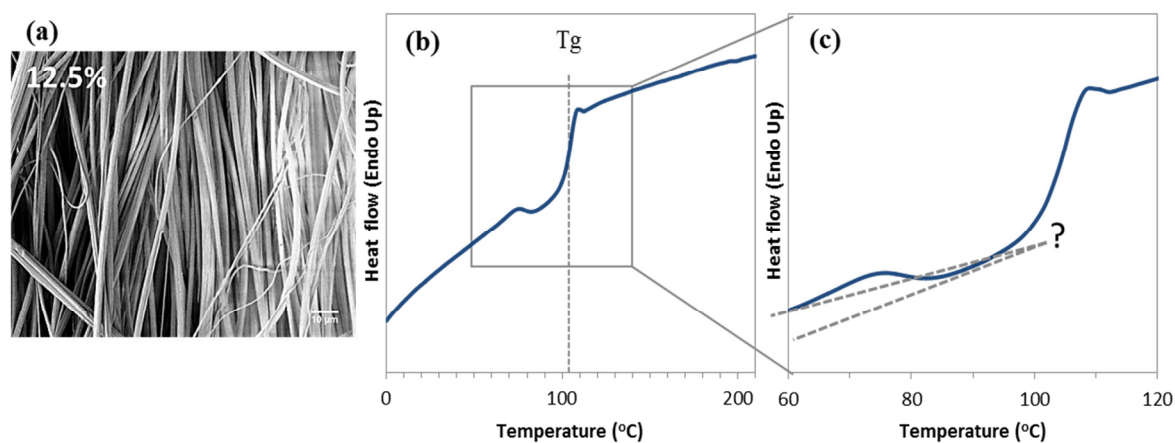 (a)
12.5%
10 µm
(b)
Tg
Heat flow (Endo Up)
0
100
200
Temperature (°C)
(c)
?
Heat flow (Endo Up)
60
80
100
120
Temperature (°C)